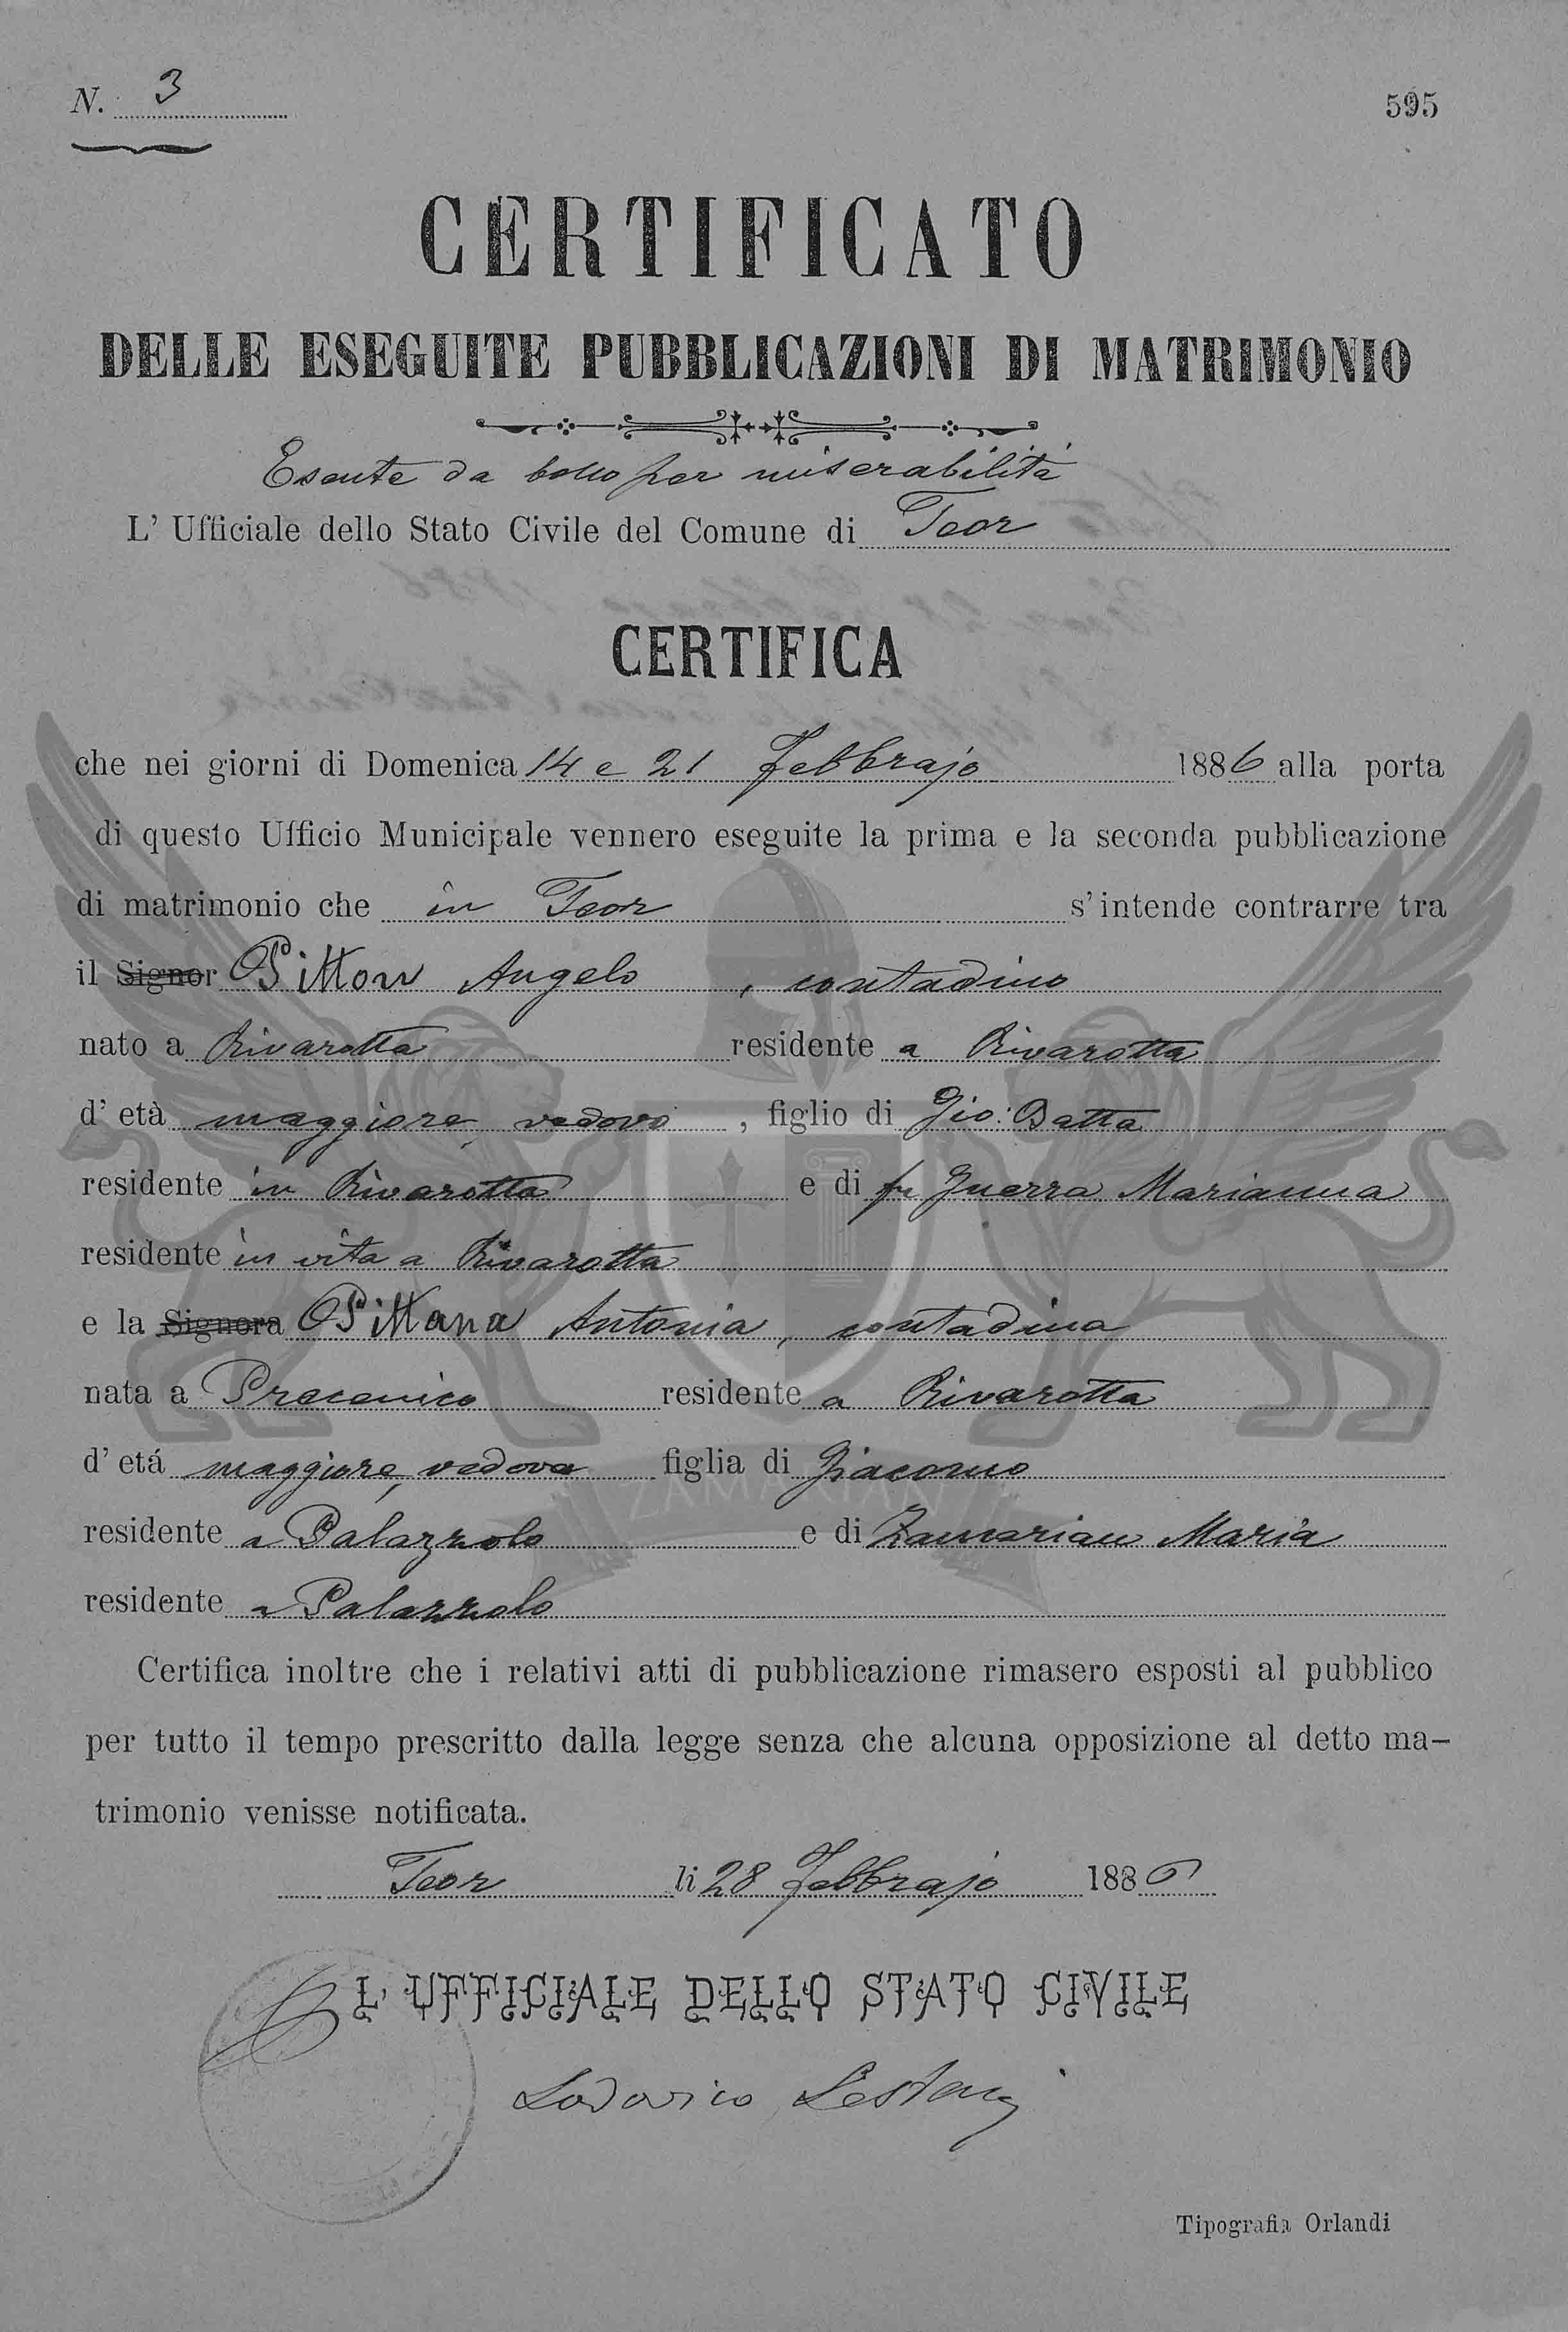 N. 3
595
CERTIFICATO
DELLE ESEGUITE PUBBLICAZIONI DI MATRIMONIO
Esente da bollo per miserabilità
L' Ufficiale dello Stato Civile del Comune di Teor
CERTIFICA
che nei giorni di Domenica 14 e 21 Febbrajo 1886 alla porta
di questo Ufficio Municipale vennero eseguite la prima e la seconda pubblicazione
di matrimonio che in Teor s'intende contrarre tra
il Signor Pitton Angelo, contadino
nato a Rivarotta residente a Rivarotta
d' età maggiore, vedovo, figlio di Gio: Batta
residente in Rivarotta e di fu Guerra Marianna
residente in vita a Rivarotta
e la Signora Pittana Antonia, contadina
nata a Precenico residente a Rivarotta
d' etá maggiore, vedova figlia di Giacomo
residente a Palazzolo e di Zamarian Maria
residente a Palazzolo
ZAMARIAN
Certifica inoltre che i relativi atti di pubblicazione rimasero esposti al pubblico
per tutto il tempo prescritto dalla legge senza che alcuna opposizione al detto ma-
trimonio venisse notificata.
Teor li 28 Febbrajo 1886
L' UFFICIALE DELLO STATO CIVILE
Lodovico
Tipografia Orlandi